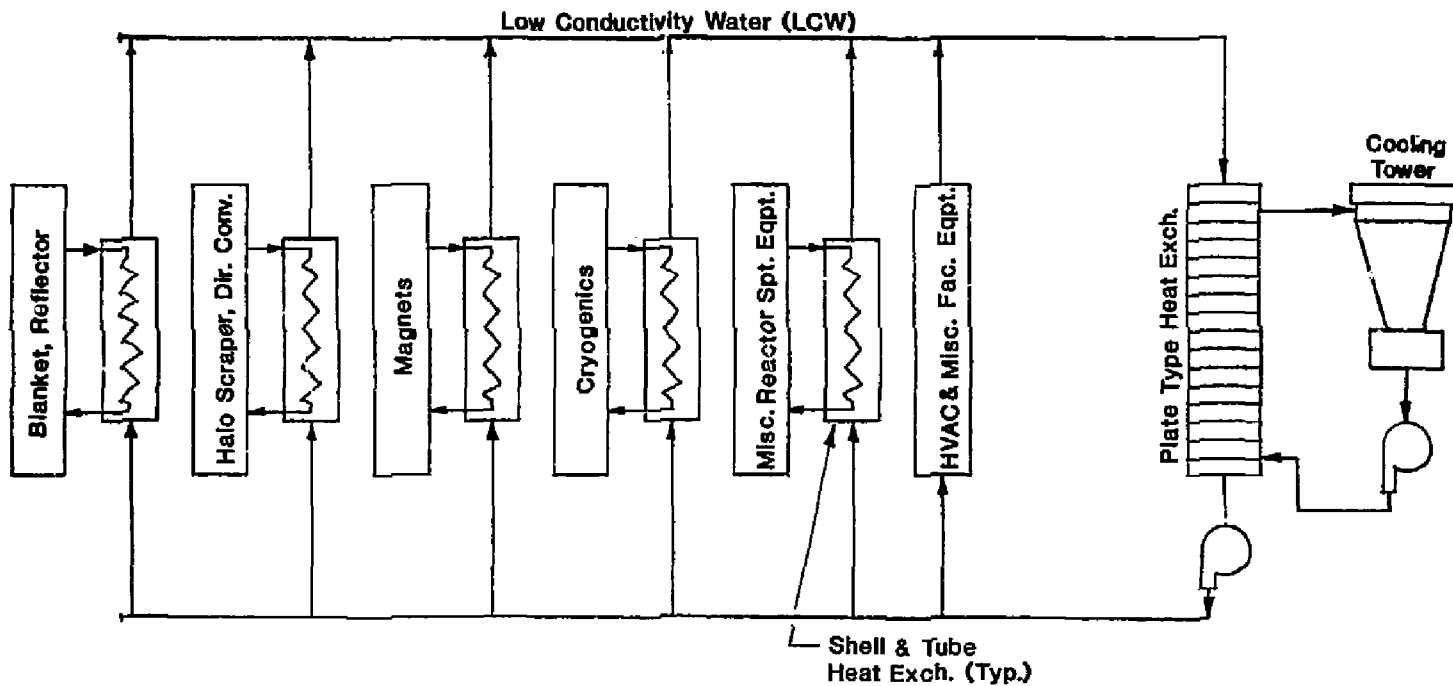 Low Conductivity Water (LCW)
Blanket, Reflector
Halo Scraper, Dir. Conv.
Magnets
Cryogenics
Misc. Reactor Spt. Eqpt.
HVAC & Misc. Fac. Eqpt.
Plate Type Heat Exch.
Cooling
Tower
Shell & Tube
Heat Exch. (Typ.)